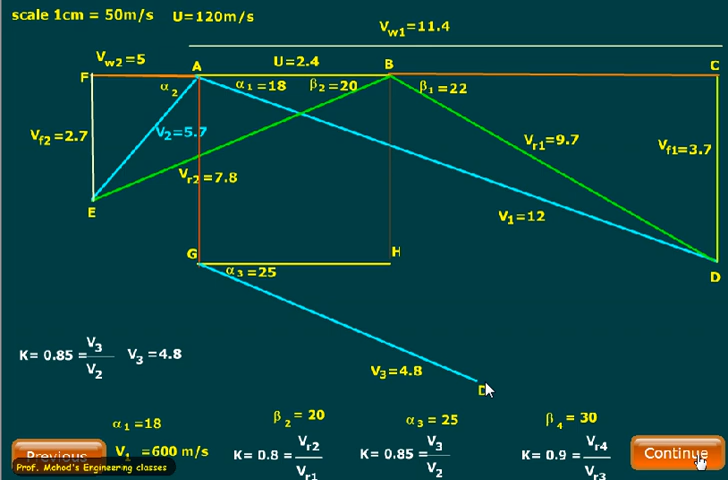 scale 1cm = 50m/s
U=120m/s
Vw1=11.4
Vw2=5
U=2.4
F
A
B
C
α2
α1=18
β2=20
β1=22
Vf2=2.7
V2=5.7
Vr1=9.7
Vf1=3.7
Vr2=7.8
V1=12
E
G
H
D
α3=25
K= 0.85 = V3
V2
V3=4.8
V3=4.8
α1=18
β2= 20
α3= 25
β4= 30
V1 =600 m/s
K= 0.8 = Vr2
Vr1
K= 0.85= V3
V2
K= 0.9 = Vr4
Vr3
Previous
Continue
Prof. Mahod's Engineering classes